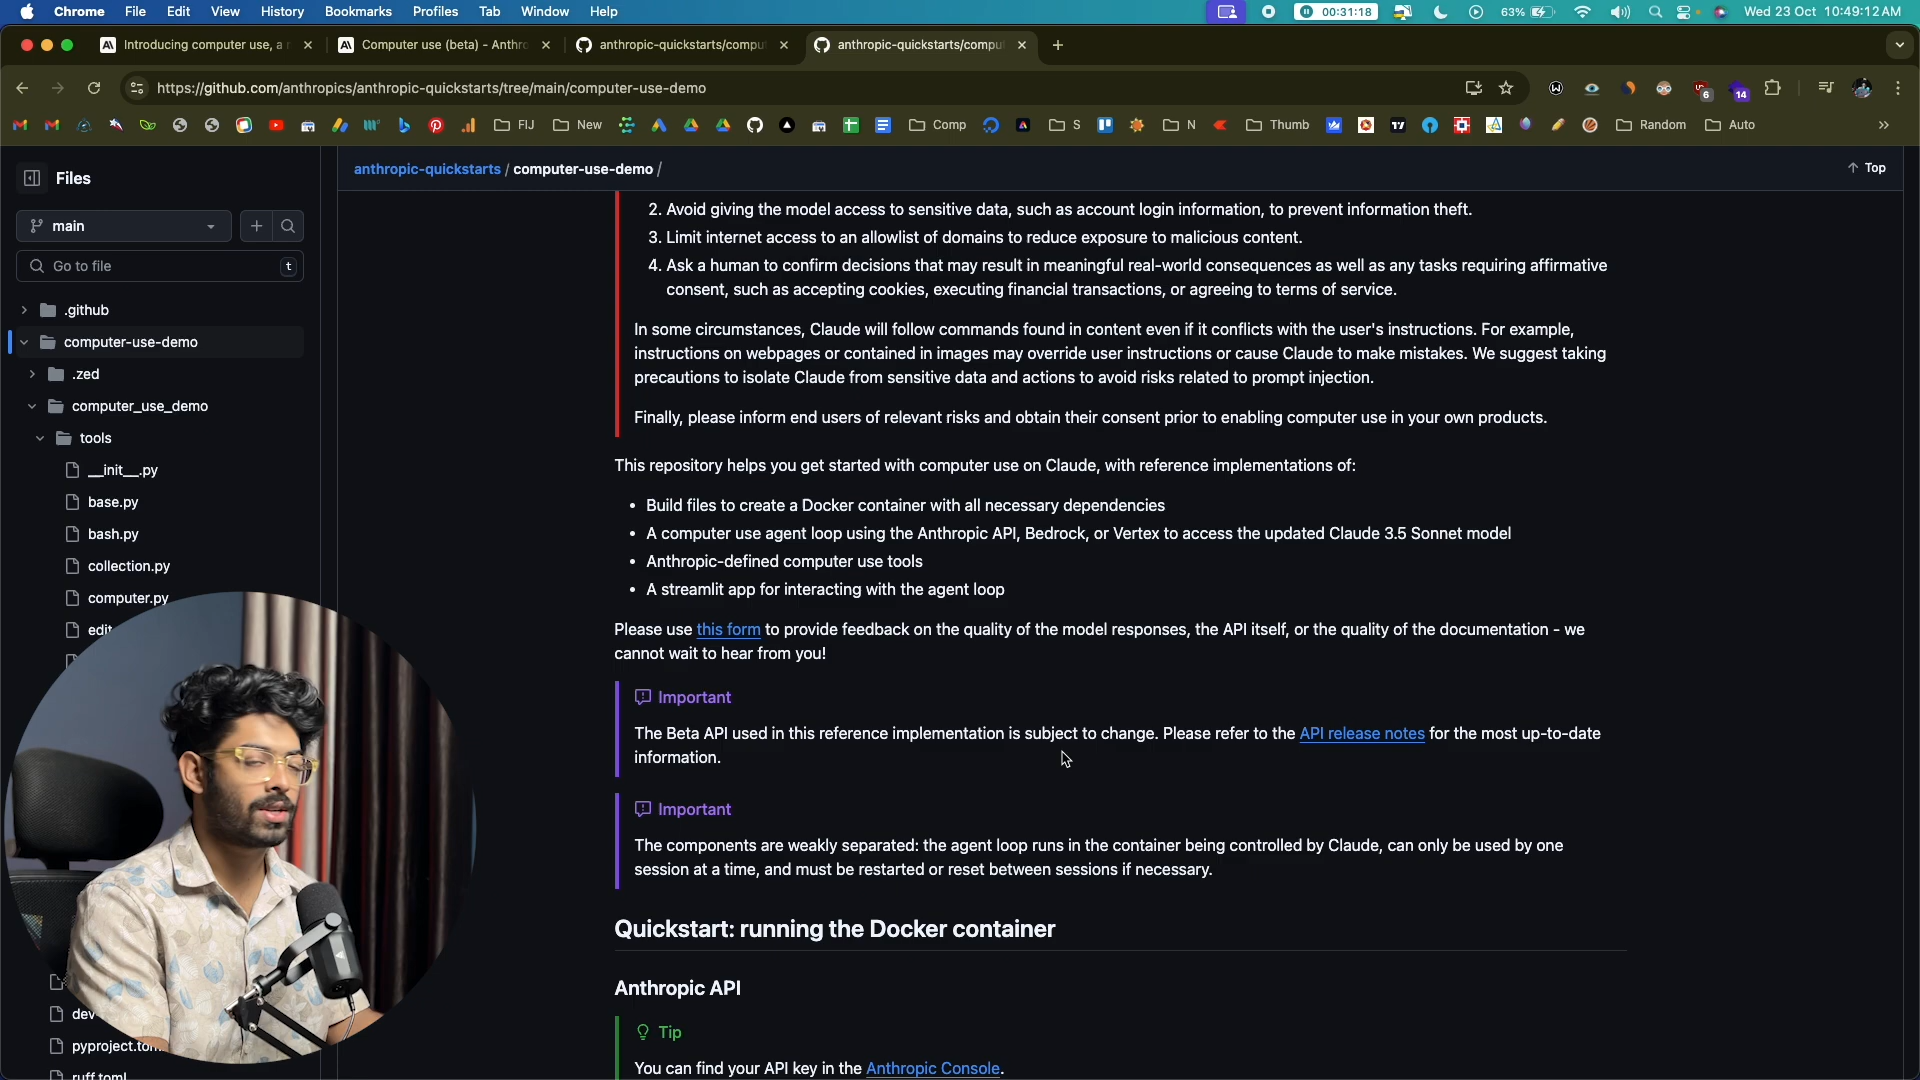 Chrome File Edit View History Bookmarks Profiles Tab Window Help 00:31:18 63% Wed 23 Oct 10:49:12 AM
Introducing computer use, a Computer use (beta) - Anthro anthropic-quickstarts/compu anthropic-quickstarts/compu
https://github.com/anthropics/anthropic-quickstarts/tree/main/computer-use-demo 6 14
FIJ New Comp S N Thumb Random Auto
Files
anthropic-quickstarts / computer-use-demo /
Top
main
Go to file t
.github
computer-use-demo
.zed
computer_use_demo
tools
__init__.py
base.py
bash.py
collection.py
computer.py
edit
dev
pyproject.tom
ruff.toml
2. Avoid giving the model access to sensitive data, such as account login information, to prevent information theft.
3. Limit internet access to an allowlist of domains to reduce exposure to malicious content.
4. Ask a human to confirm decisions that may result in meaningful real-world consequences as well as any tasks requiring affirmative
consent, such as accepting cookies, executing financial transactions, or agreeing to terms of service.
In some circumstances, Claude will follow commands found in content even if it conflicts with the user's instructions. For example,
instructions on webpages or contained in images may override user instructions or cause Claude to make mistakes. We suggest taking
precautions to isolate Claude from sensitive data and actions to avoid risks related to prompt injection.
Finally, please inform end users of relevant risks and obtain their consent prior to enabling computer use in your own products.
This repository helps you get started with computer use on Claude, with reference implementations of:
• Build files to create a Docker container with all necessary dependencies
• A computer use agent loop using the Anthropic API, Bedrock, or Vertex to access the updated Claude 3.5 Sonnet model
• Anthropic-defined computer use tools
• A streamlit app for interacting with the agent loop
Please use this form to provide feedback on the quality of the model responses, the API itself, or the quality of the documentation - we
cannot wait to hear from you!
Important
The Beta API used in this reference implementation is subject to change. Please refer to the API release notes for the most up-to-date
information.
Important
The components are weakly separated: the agent loop runs in the container being controlled by Claude, can only be used by one
session at a time, and must be restarted or reset between sessions if necessary.
Quickstart: running the Docker container
Anthropic API
Tip
You can find your API key in the Anthropic Console.